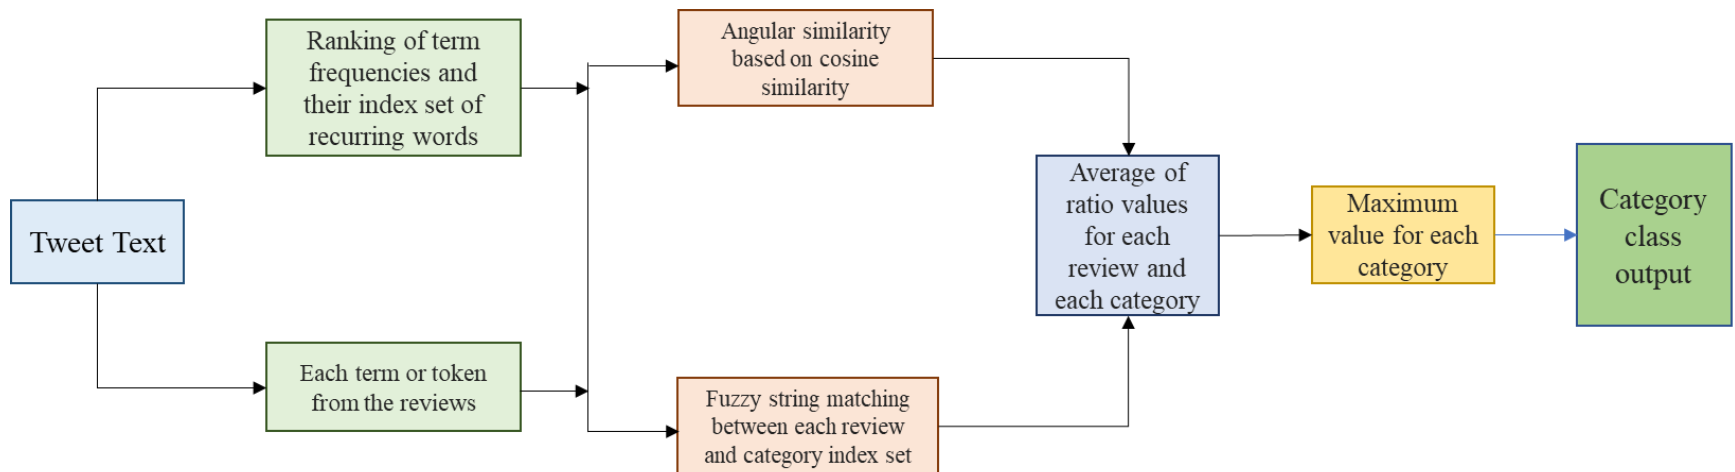 Tweet Text
Ranking of term
frequencies and
their index set of
recurring words
Each term or token
from the reviews
Angular similarity
based on cosine
similarity
Fuzzy string matching
between each review
and category index set
Average of
ratio values
for each
review and
each category
Maximum
value for each
category
Category
class
output